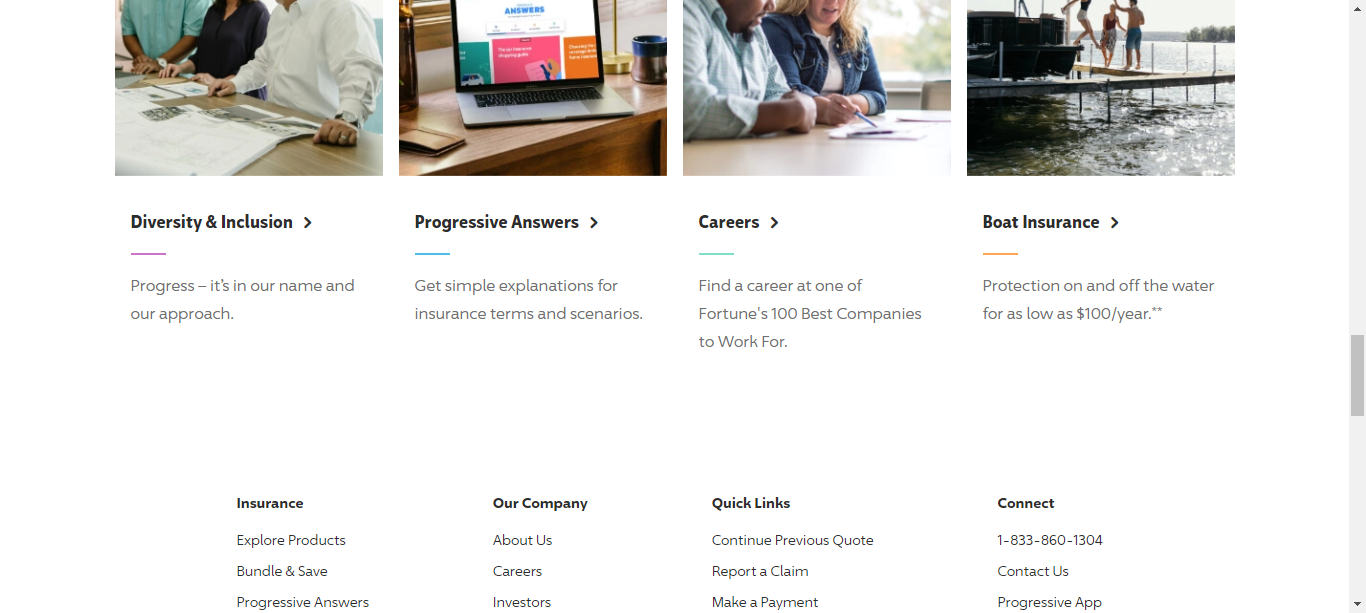 ANSWERS
Diversity & Inclusion
Progress – it's in our name and
our approach.
Progressive Answers
Get simple explanations for
insurance terms and scenarios.
Careers
Find a career at one of
Fortune's 100 Best Companies
to Work For.
Boat Insurance
Protection on and off the water
for as low as $100/year.**
Insurance
Explore Products
Bundle & Save
Progressive Answers
Our Company
About Us
Careers
Investors
Quick Links
Continue Previous Quote
Report a Claim
Make a Payment
Connect
1-833-860-1304
Contact Us
Progressive App